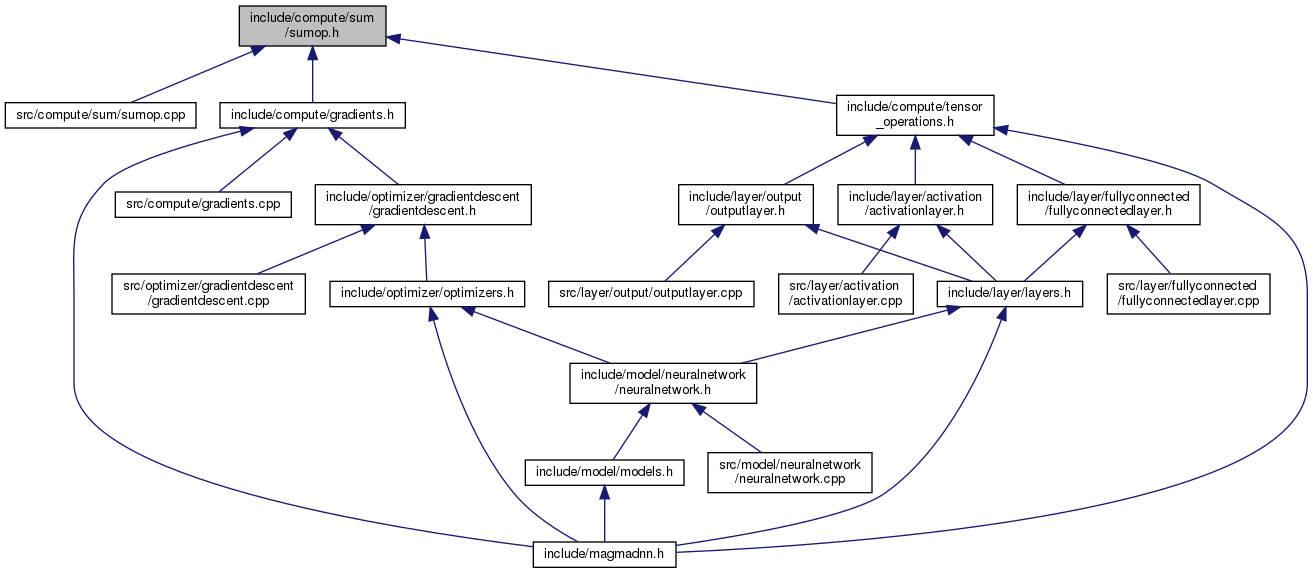 include/compute/sum
/sumop.h
src/compute/sum/sumop.cpp
include/compute/gradients.h
include/compute/tensor
_operations.h
src/compute/gradients.cpp
include/optimizer/gradientdescent
/gradientdescent.h
include/layer/output
/outputlayer.h
include/layer/activation
/activationlayer.h
include/layer/fullyconnected
/fullyconnectedlayer.h
src/optimizer/gradientdescent
/gradientdescent.cpp
include/optimizer/optimizers.h
src/layer/output/outputlayer.cpp
src/layer/activation
/activationlayer.cpp
include/layer/layers.h
src/layer/fullyconnected
/fullyconnectedlayer.cpp
include/model/neuralnetwork
/neuralnetwork.h
include/model/models.h
src/model/neuralnetwork
/neuralnetwork.cpp
include/magmadnn.h